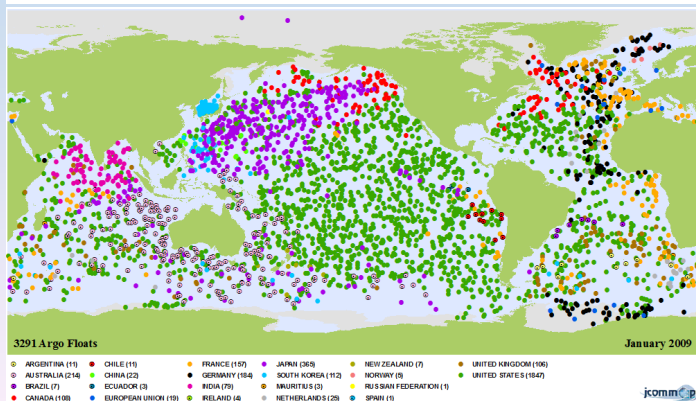 3291 Argo Floats
January 2009
ARGENTINA (11) CHILE (11) FRANCE (157) JAPAN (365) NEW ZEALAND (7) UNITED KINGDOM (106)
AUSTRALIA (214) CHINA (22) GERMANY (184) SOUTH KOREA (112) NORWAY (5) UNITED STATES (1847)
BRAZIL (7) ECUADOR (3) INDIA (79) MAURITIUS (3) RUSSIAN FEDERATION (1)
CANADA (108) EUROPEAN UNION (19) IRELAND (4) NETHERLANDS (25) SPAIN (1)
jcommop